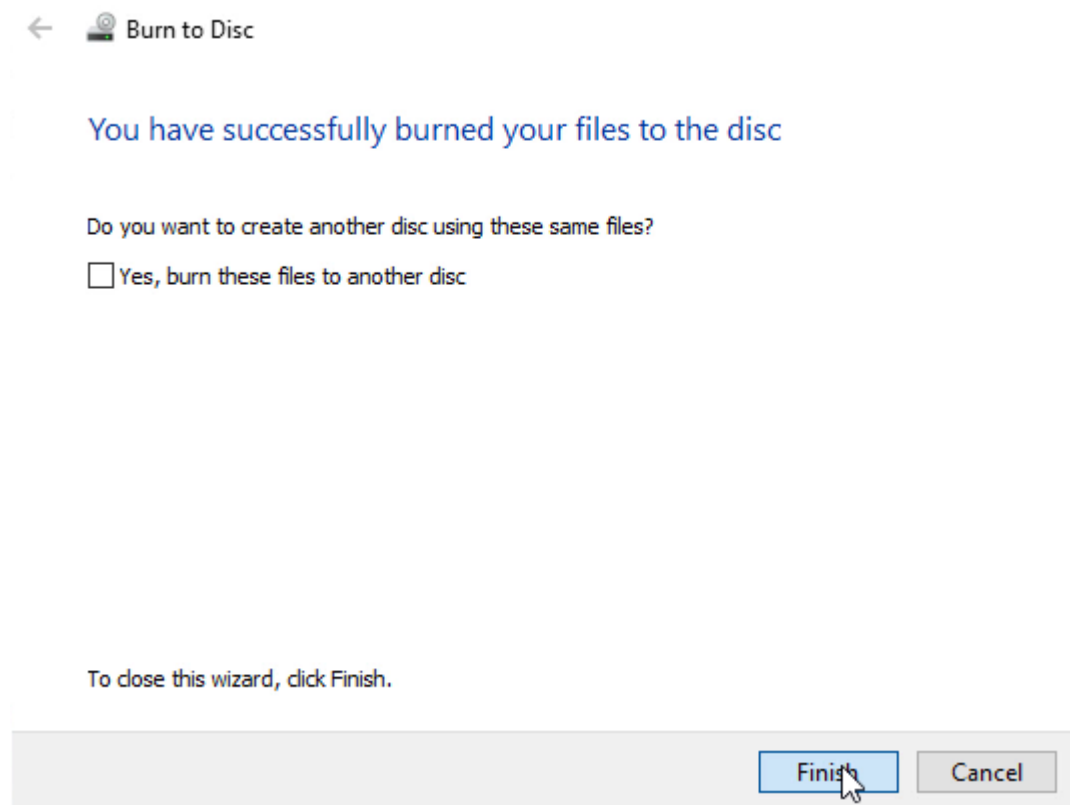 Burn to Disc
You have successfully burned your files to the disc
Do you want to create another disc using these same files?
Yes, burn these files to another disc
To close this wizard, click Finish.
Finish
Cancel